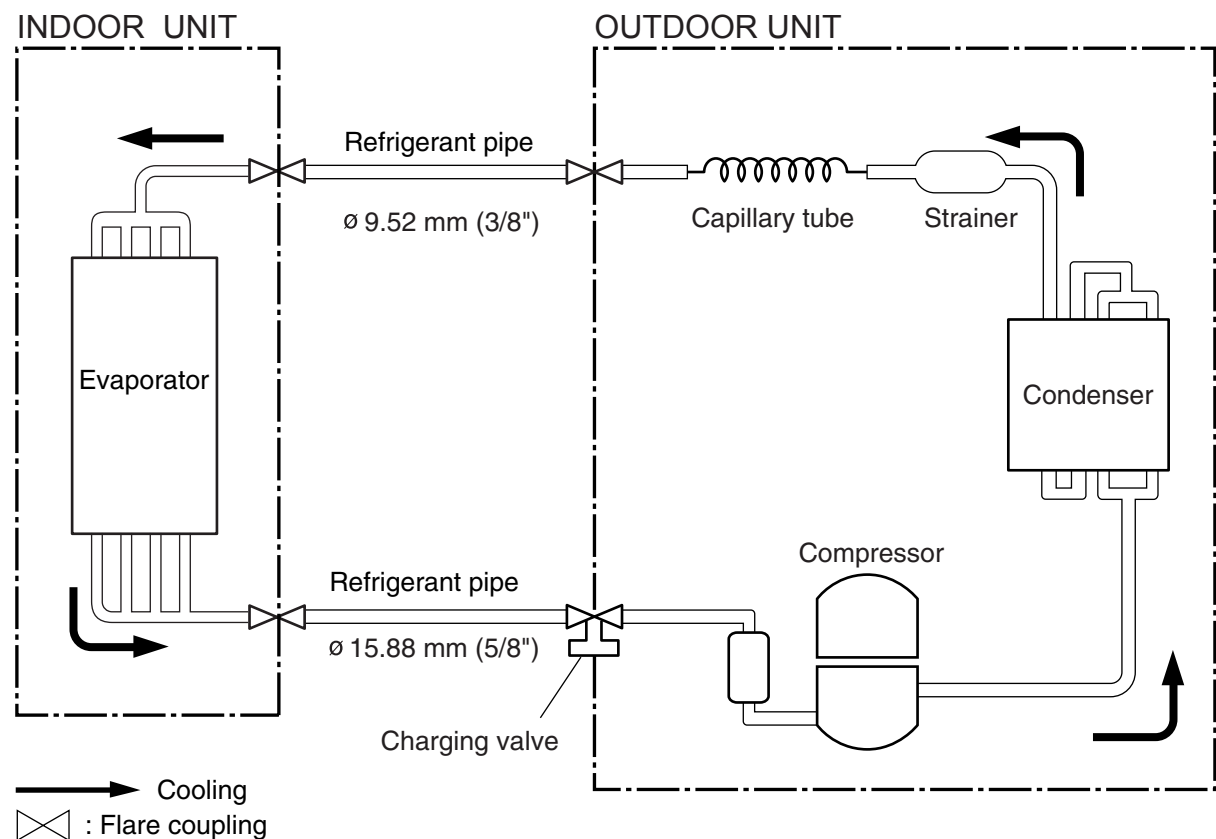 INDOOR UNIT
OUTDOOR UNIT
Refrigerant pipe
ø 9.52 mm (3/8")
Capillary tube
Strainer
Evaporator
Condenser
Compressor
Refrigerant pipe
ø 15.88 mm (5/8")
Charging valve
Cooling
: Flare coupling